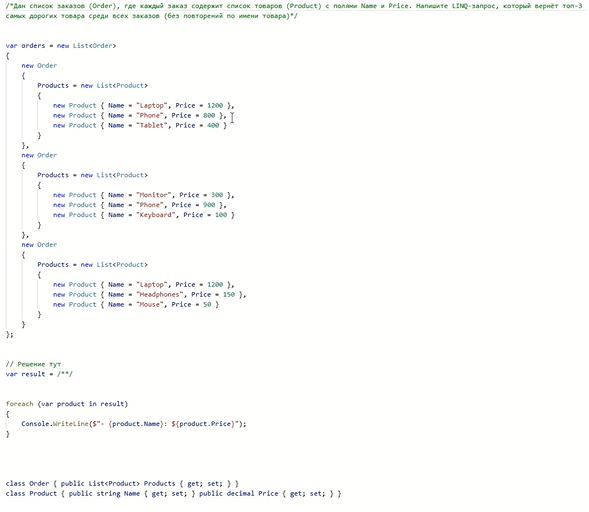 /*Дан список заказов (Order), где каждый заказ содержит список товаров (Product) с полями Name и Price. Напишите LINQ-запрос, который вернёт топ-3
самых дорогих товара среди всех заказов (без повторений по имени товара)*/
var orders = new List<Order>
{
    new Order
    {
        Products = new List<Product>
        {
            new Product { Name = "Laptop", Price = 1200 },
            new Product { Name = "Phone", Price = 800 },
            new Product { Name = "Tablet", Price = 400 }
        }
    },
    new Order
    {
        Products = new List<Product>
        {
            new Product { Name = "Monitor", Price = 300 },
            new Product { Name = "Phone", Price = 900 },
            new Product { Name = "Keyboard", Price = 100 }
        }
    },
    new Order
    {
        Products = new List<Product>
        {
            new Product { Name = "Laptop", Price = 1200 },
            new Product { Name = "Headphones", Price = 150 },
            new Product { Name = "Mouse", Price = 50 }
        }
    }
};
// Решение тут
var result = /**/
foreach (var product in result)
{
    Console.WriteLine($"- {product.Name}: ${product.Price}");
}
class Order { public List<Product> Products { get; set; } }
class Product { public string Name { get; set; } public decimal Price { get; set; } }